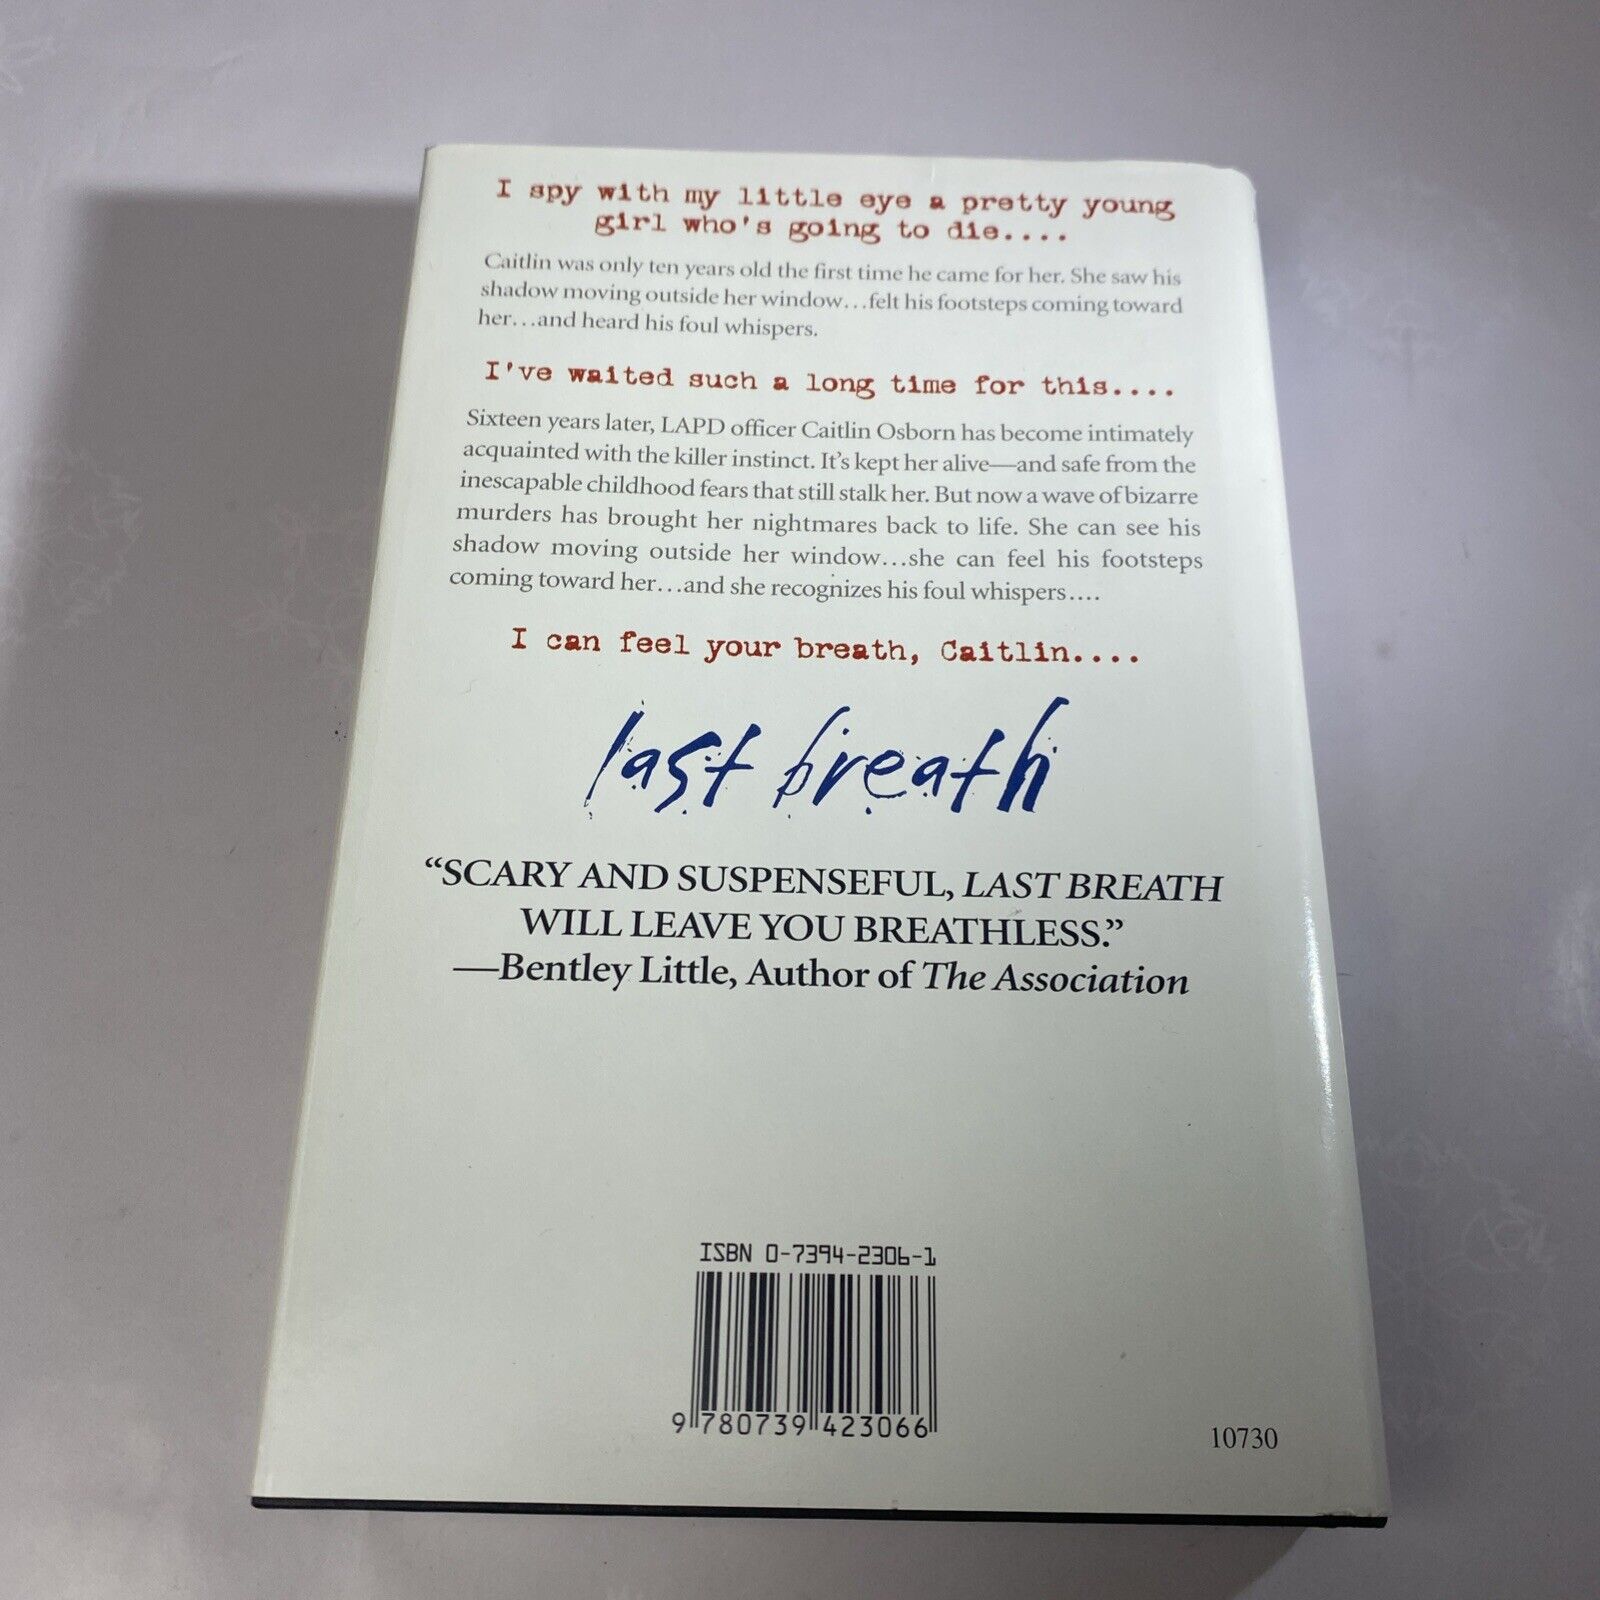 I spy with my little eye a pretty young
girl who's going to die....
Caitlin was only ten years old the first time he came for her. She saw his
shadow moving outside her window...felt his footsteps coming toward
her...and heard his foul whispers.
I've waited such a long time for this....
Sixteen years later, LAPD officer Caitlin Osborn has become intimately
acquainted with the killer instinct. It's kept her alive—and safe from the
inescapable childhood fears that still stalk her. But now a wave of bizarre
murders has brought her nightmares back to life. She can see his
shadow moving outside her window...she can feel his footsteps
coming toward her...and she recognizes his foul whispers....
I can feel your breath, Caitlin....
last breath
“SCARY AND SUSPENSEFUL, LAST BREATH
WILL LEAVE YOU BREATHLESS.”
—Bentley Little, Author of The Association
ISBN 0-7394-2306-1
9 780739 423066
10730